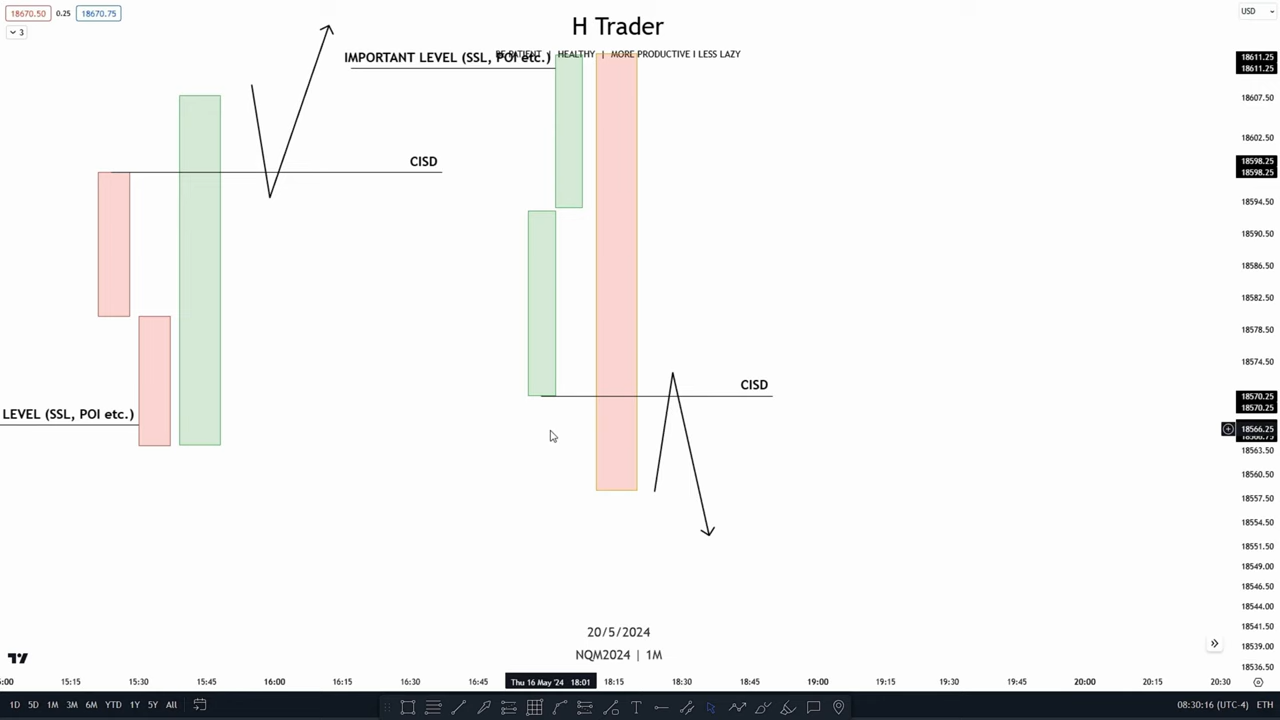 18670.50
0.25
18670.75
3
H Trader
BE PATIENT | HEALTHY | MORE PRODUCTIVE I LESS LAZY
IMPORTANT LEVEL (SSL, POI etc.)
CISD
CISD
LEVEL (SSL, POI etc.)
20/5/2024
NQM2024 | 1M
USD
18611.25
18611.25
18607.50
18602.50
18598.25
18598.25
18594.50
18590.50
18586.50
18582.50
18578.50
18574.50
18570.25
18570.25
18566.25
18563.50
18560.50
18557.50
18554.50
18551.50
18549.00
18546.50
18544.00
18541.50
18539.00
18536.50
5:00 15:15 15:30 15:45 16:00 16:15 16:30 16:45 Thu 16 May '24 18:01 18:15 18:30 18:45 19:00 19:15 19:45 20:00 20:30
1D 5D 1M 3M 6M YTD 1Y 5Y All
08:30:16 (UTC-4) ETH